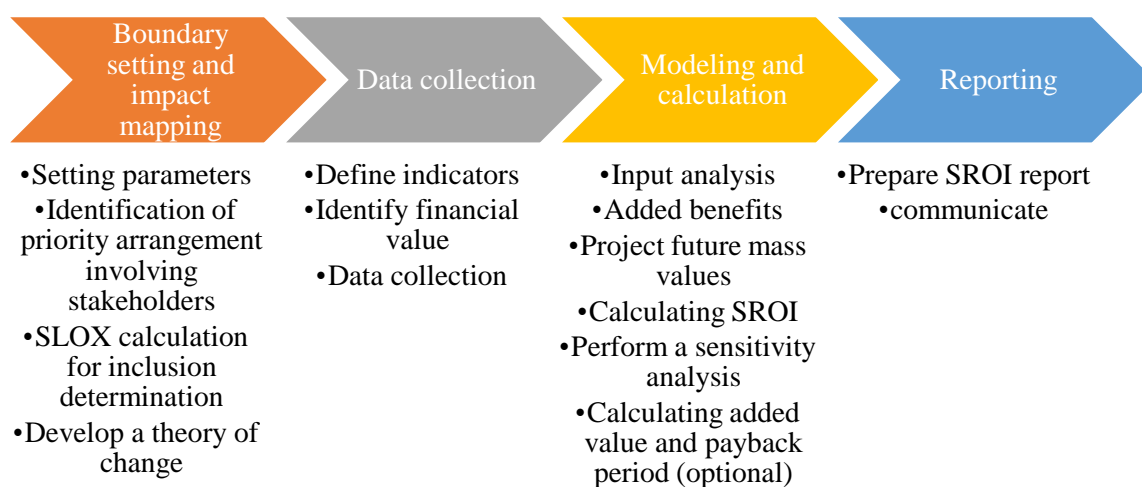 Boundary
setting and
impact
mapping
•Setting parameters
•Identification of
priority arrangement
involving
stakeholders
•SLOX calculation
for inclusion
determination
•Develop a theory of
change
Data collection
•Define indicators
•Identify financial
value
•Data collection
Modeling and
calculation
•Input analysis
•Added benefits
•Project future mass
values
•Calculating SROI
•Perform a sensitivity
analysis
•Calculating added
value and payback
period (optional)
Reporting
•Prepare SROI report
•communicate